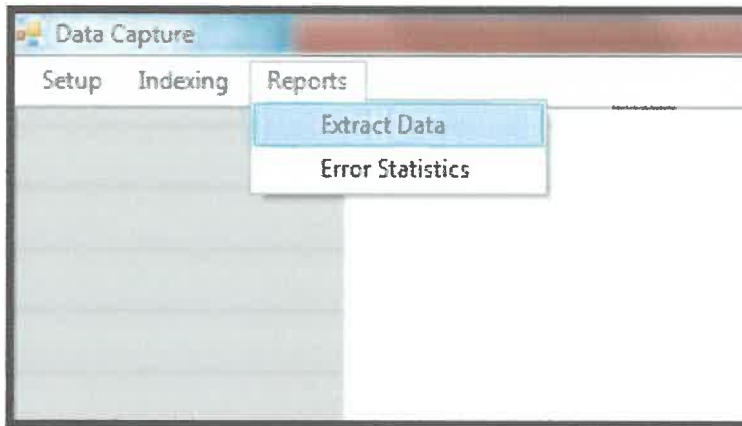 Data Capture
Setup Indexing Reports
Extract Data
Error Statistics